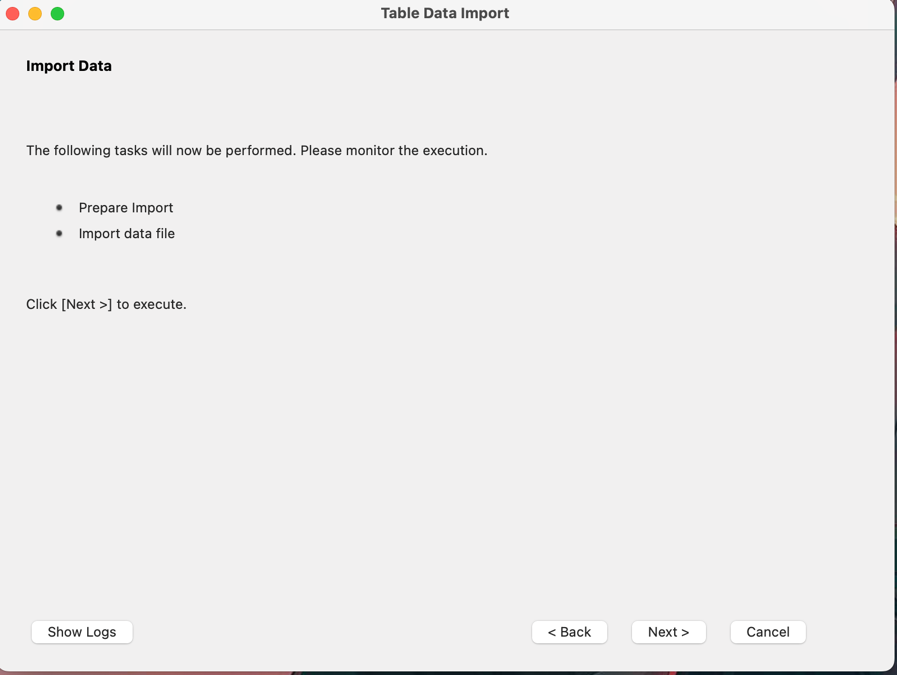 Table Data Import
Import Data
The following tasks will now be performed. Please monitor the execution.
Prepare Import
Import data file
Click [Next >] to execute.
Show Logs
< Back
Next >
Cancel